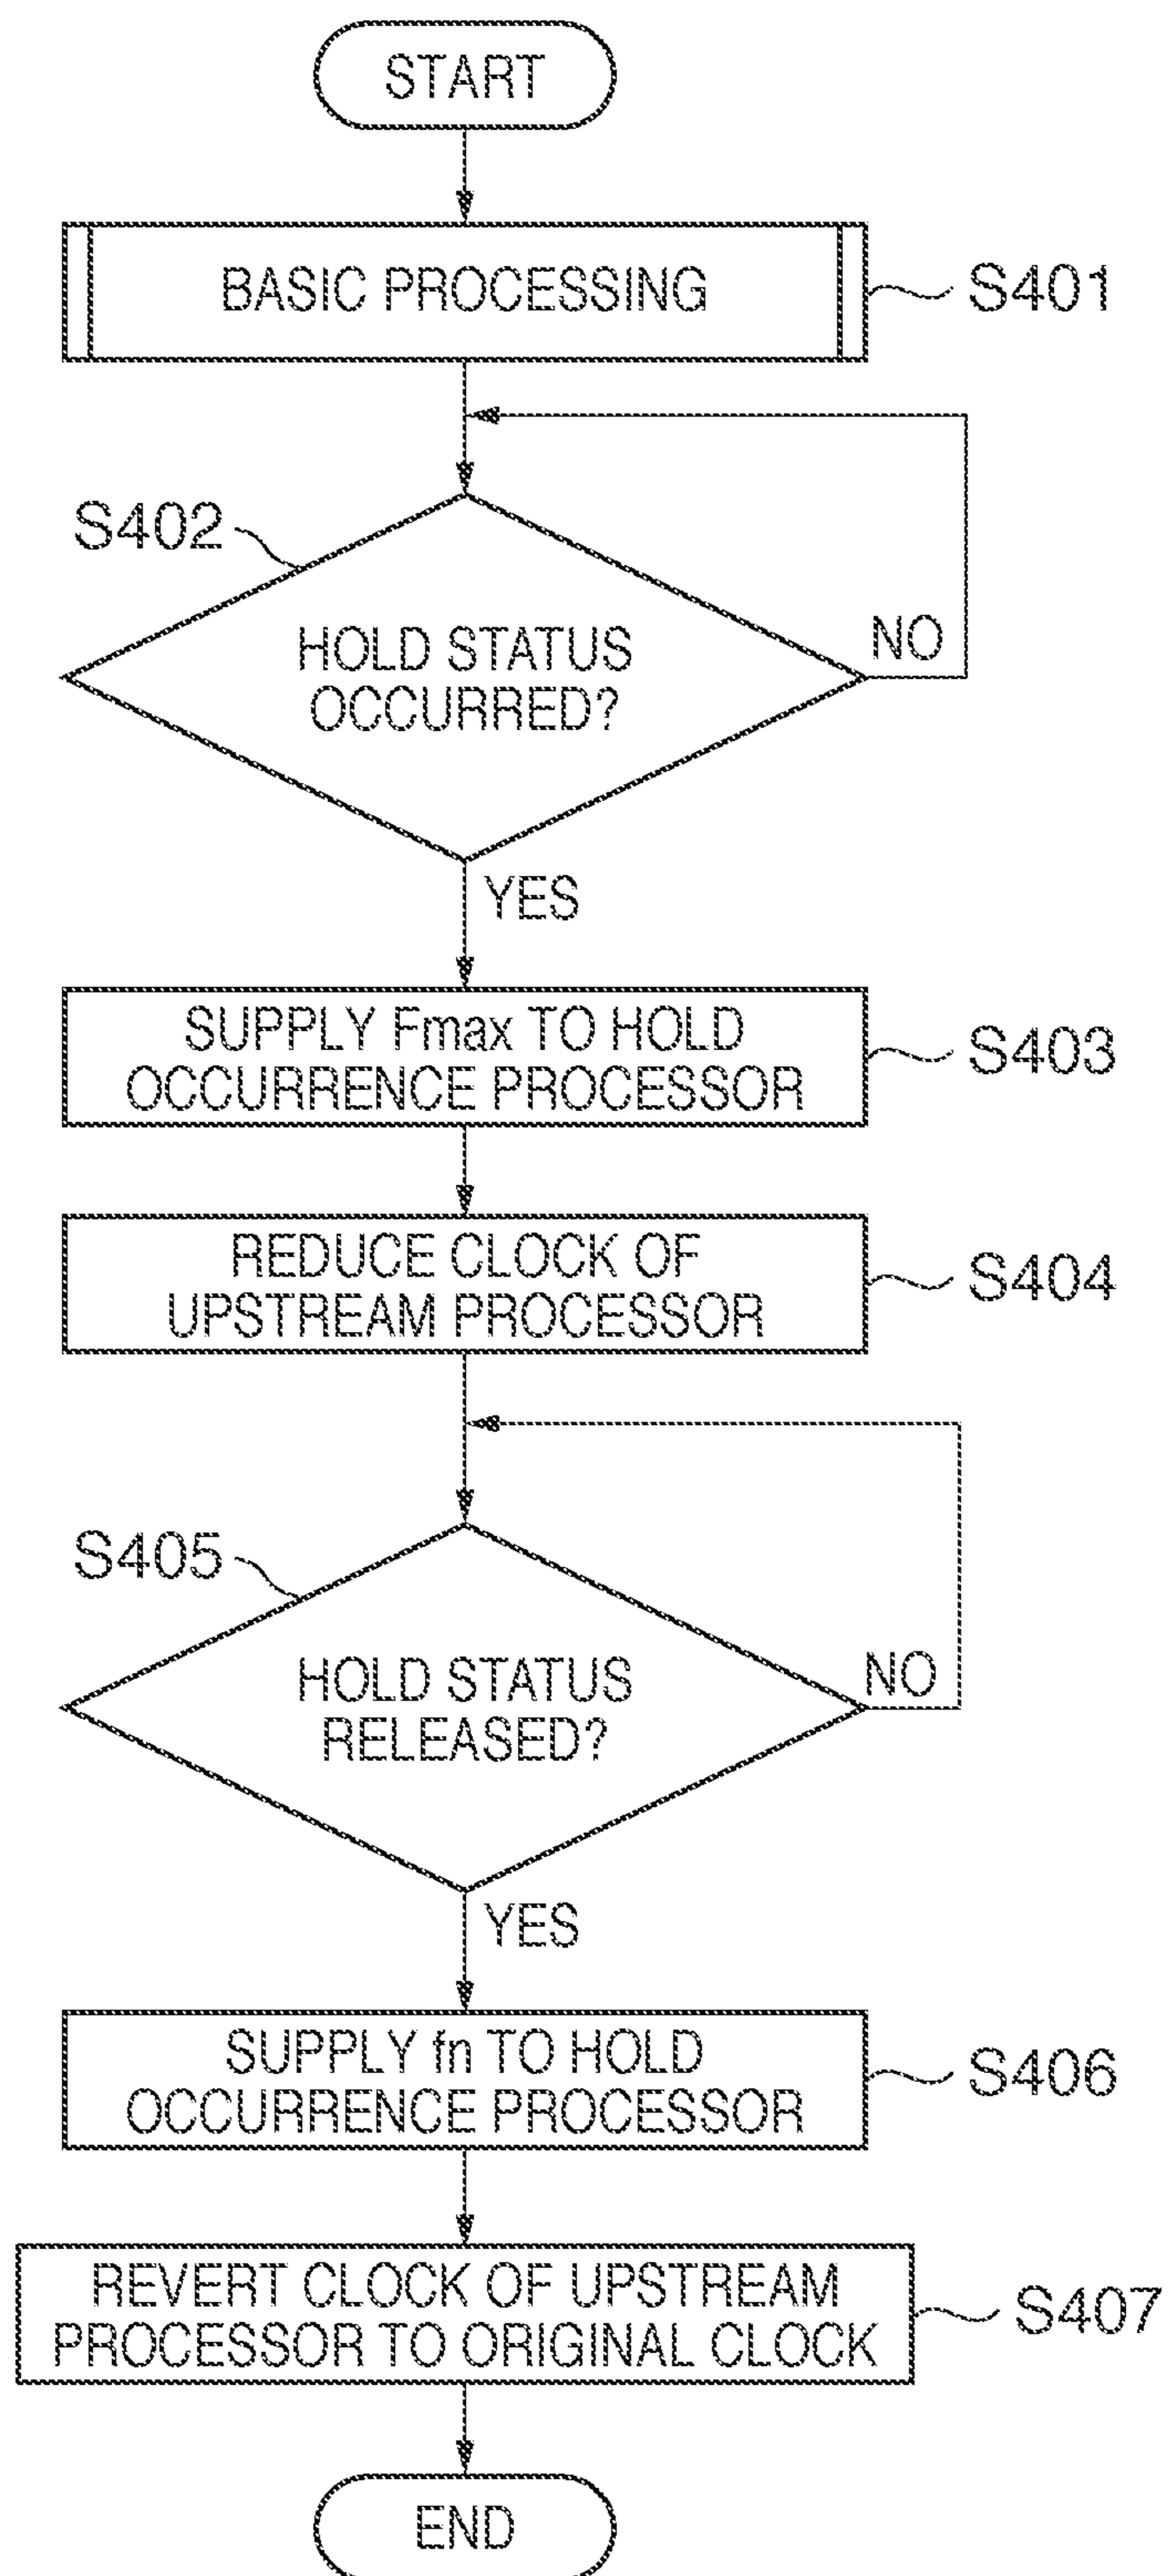 START
BASIC PROCESSING
S401
S402
HOLD STATUS
OCCURRED?
NO
YES
SUPPLY Fmax TO HOLD
OCCURRENCE PROCESSOR
S403
REDUCE CLOCK OF
UPSTREAM PROCESSOR
S404
S405
HOLD STATUS
RELEASED?
NO
YES
SUPPLY fn TO HOLD
OCCURRENCE PROCESSOR
S406
REVERT CLOCK OF UPSTREAM
PROCESSOR TO ORIGINAL CLOCK
S407
END